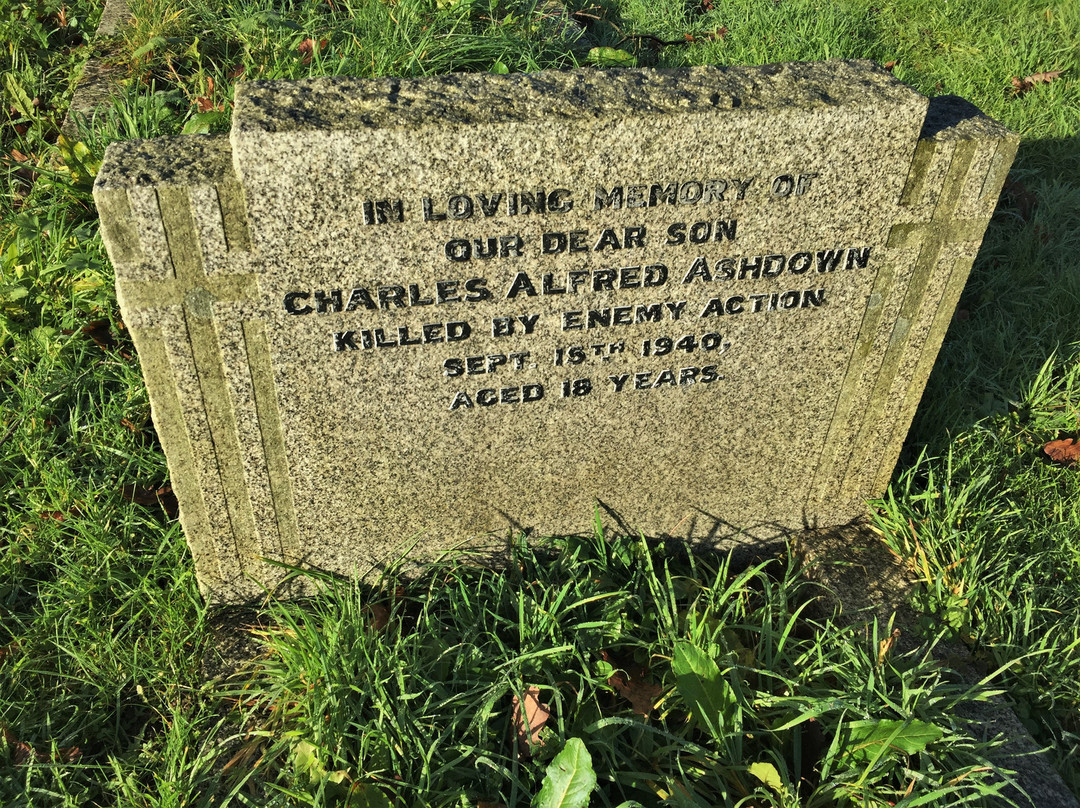 IN LOVING MEMORY OF
OUR DEAR SON
CHARLES ALFRED ASHDOWN
KILLED BY ENEMY ACTION
SEPT. 15TH 1940,
AGED 18 YEARS.